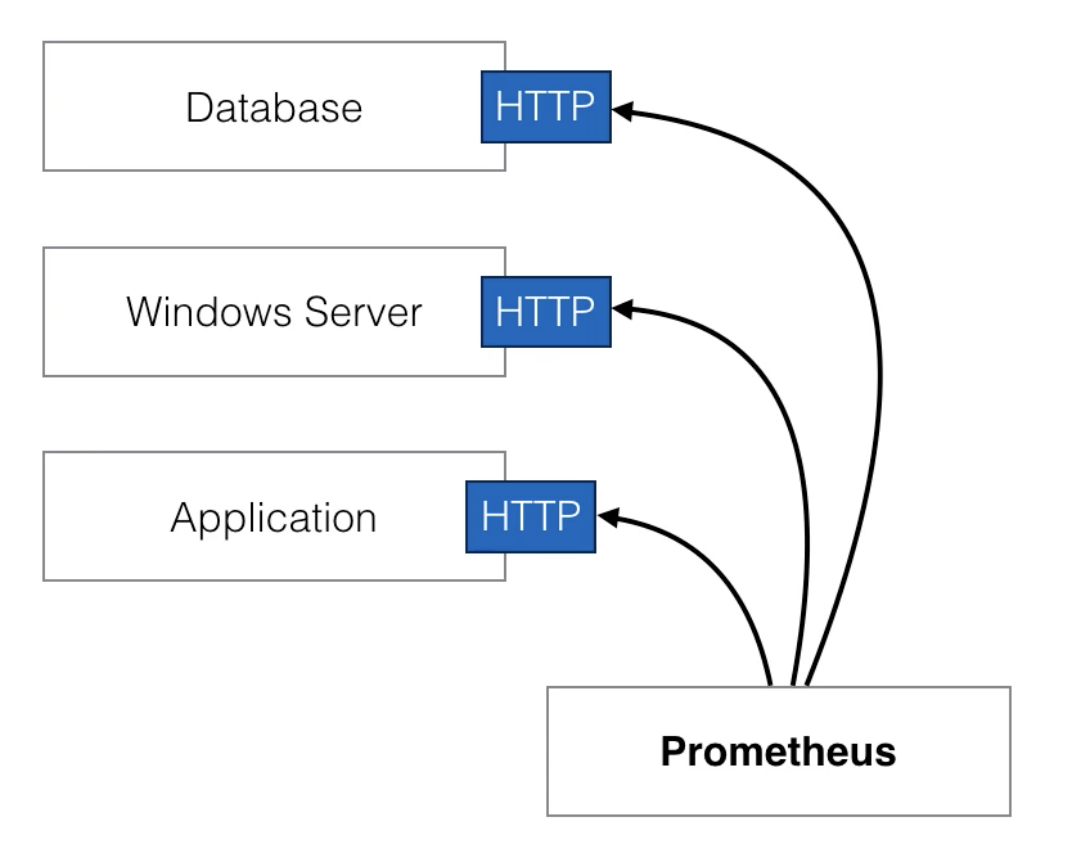 Database
HTTP
Windows Server
HTTP
Application
HTTP
Prometheus